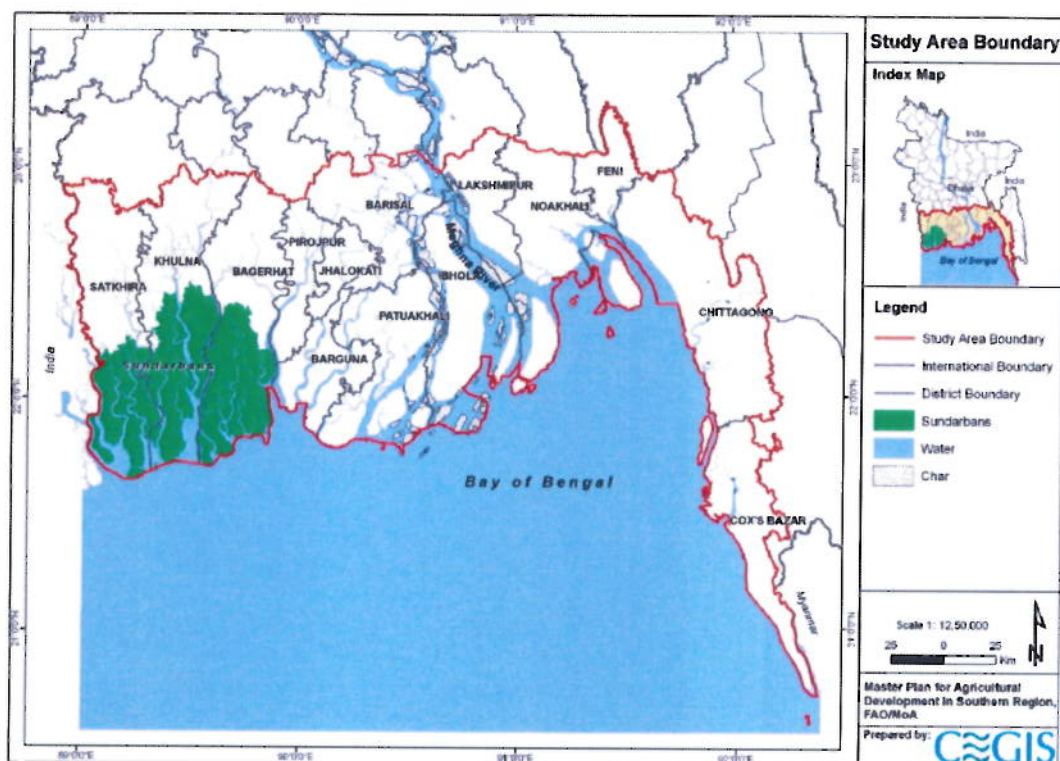 Study Area Boundary
Index Map
India
India
India
Dhaka
Bay of Bengal
Legend
Study Area Boundary
International Boundary
District Boundary
Sundarbans
Water
Char
Scale 1: 12,50,000
25 0 25
Km
N
Master Plan for Agricultural
Development in Southern Region,
FAO/MoA
Prepared by:
CEGIS
LAKSHMIPUR
FENI
NOAKHALI
BARISAL
PIROJPUR
KHULNA
BAGERHAT
JHALOKATI
Meghna River
BHOLA
SATKHIRA
PATUAKHALI
CHITTAGONG
India
Sundarbans
BARGUNA
Bay of Bengal
COX'S BAZAR
Myanmar